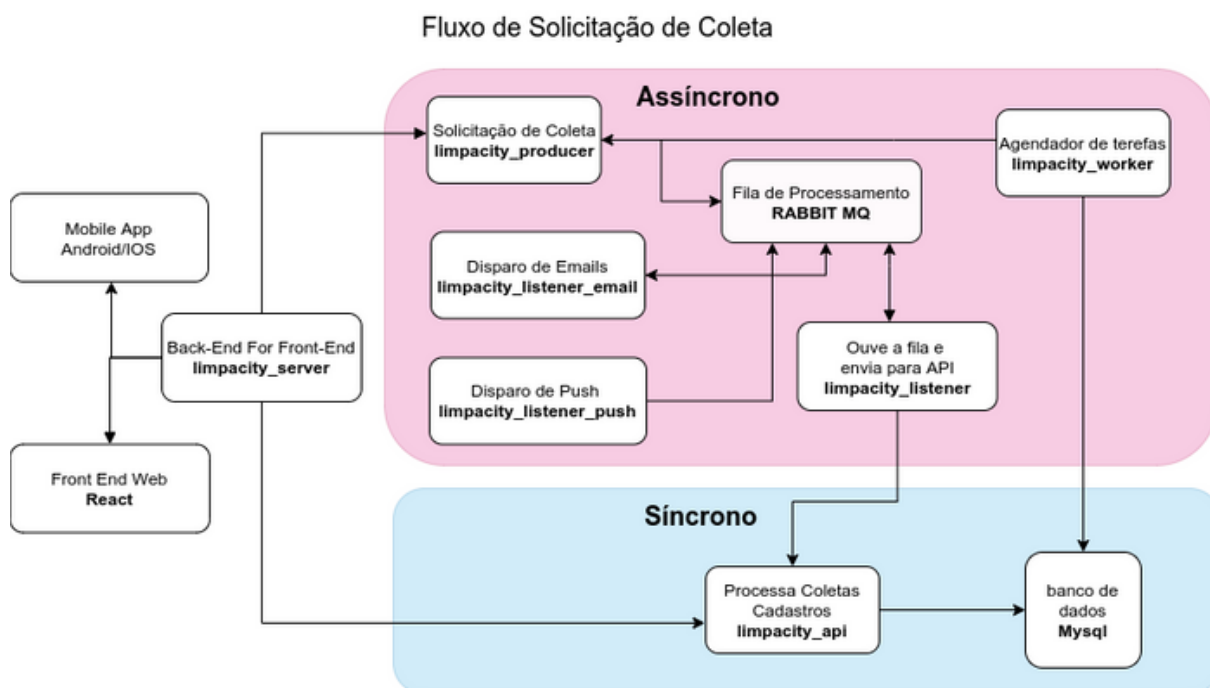 Fluxo de Solicitação de Coleta
Assíncrono
Solicitação de Coleta
limpacity_producer
Agendador de terefas
limpacity_worker
Fila de Processamento
RABBIT MQ
Mobile App
Android/IOS
Disparo de Emails
limpacity_listener_email
Back-End For Front-End
limpacity_server
Ouve a fila e
envia para API
limpacity_listener
Disparo de Push
limpacity_listener_push
Front End Web
React
Síncrono
Processa Coletas
Cadastros
limpacity_api
banco de
dados
Mysql